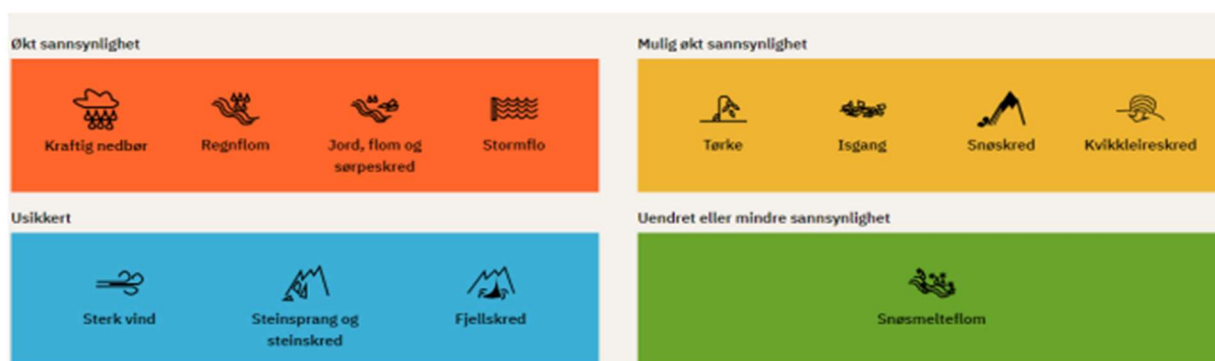 Økt sannsynlighet
Kraftig nedbør
Regnflom
Jord, flom og
sørpeskred
Stormflo
Mulig økt sannsynlighet
Tørke
Isgang
Snøskred
Kvikkleireskred
Usikkert
Sterk vind
Steinsprang og
steinskred
Fjellskred
Uendret eller mindre sannsynlighet
Snøsmelteflom